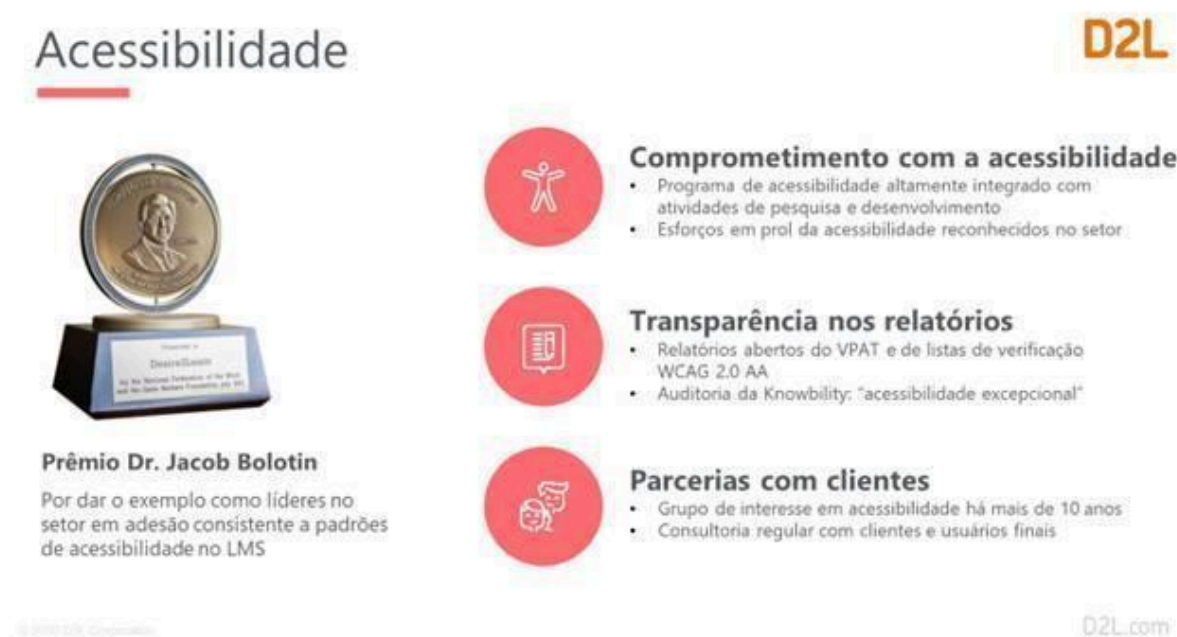 Acessibilidade
D2L
Presented to
Desire2Learn
Prêmio Dr. Jacob Bolotin
Por dar o exemplo como líderes no
setor em adesão consistente a padrões
de acessibilidade no LMS
Comprometimento com a acessibilidade
• Programa de acessibilidade altamente integrado com
atividades de pesquisa e desenvolvimento
• Esforços em prol da acessibilidade reconhecidos no setor
Transparência nos relatórios
• Relatórios abertos do VPAT e de listas de verificação
WCAG 2.0 AA
• Auditoria da Knowbility: “acessibilidade excepcional”
Parcerias com clientes
• Grupo de interesse em acessibilidade há mais de 10 anos
• Consultoria regular com clientes e usuários finais
D2L.com